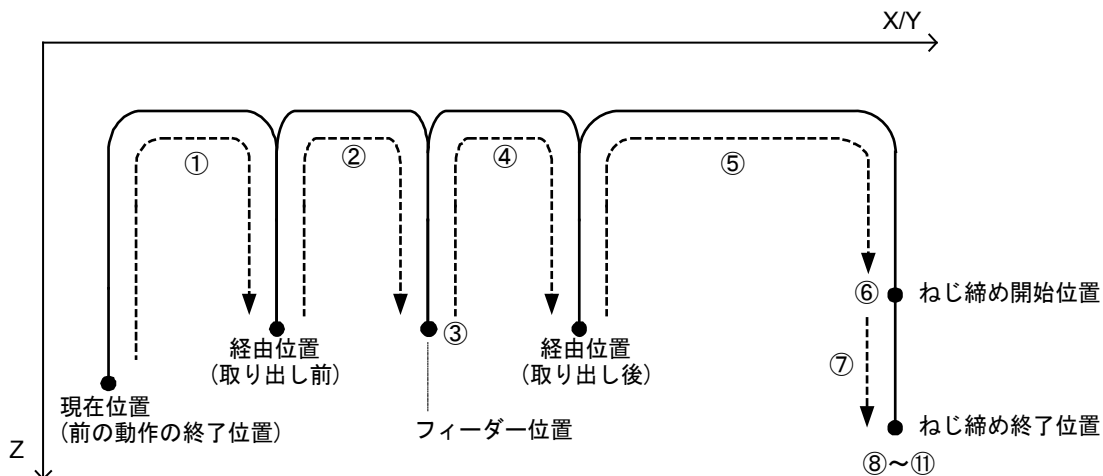 X/Y
①
②
④
⑤
⑥
ねじ締め開始位置
③
経由位置
(取り出し前)
経由位置
(取り出し後)
⑦
現在位置
(前の動作の終了位置)
フィーダー位置
ねじ締め終了位置
Z
⑧～⑪